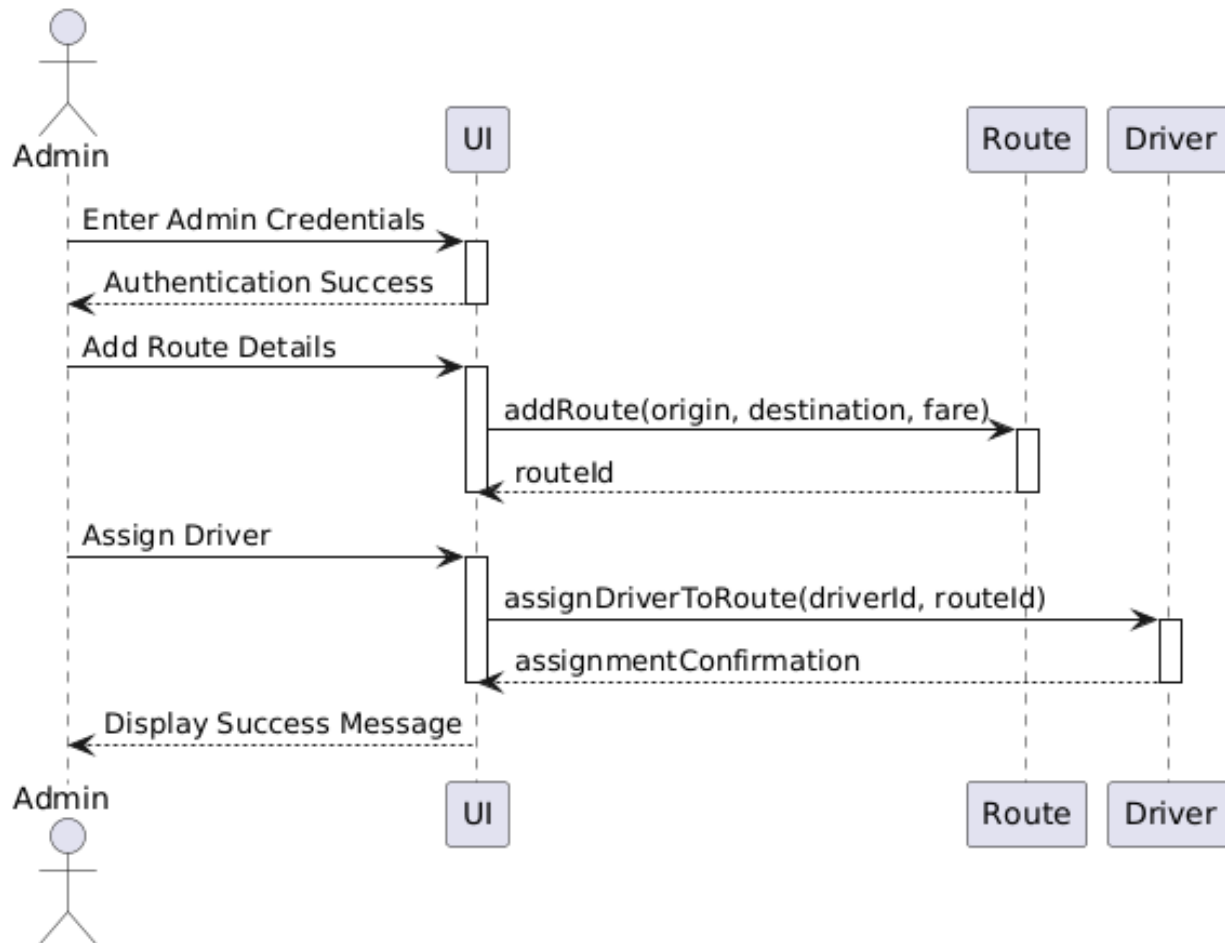 Admin
UI
Route
Driver
Enter Admin Credentials
Authentication Success
Add Route Details
addRoute(origin, destination, fare)
routeId
Assign Driver
assignDriverToRoute(driverId, routeId)
assignmentConfirmation
Display Success Message
Admin
UI
Route
Driver